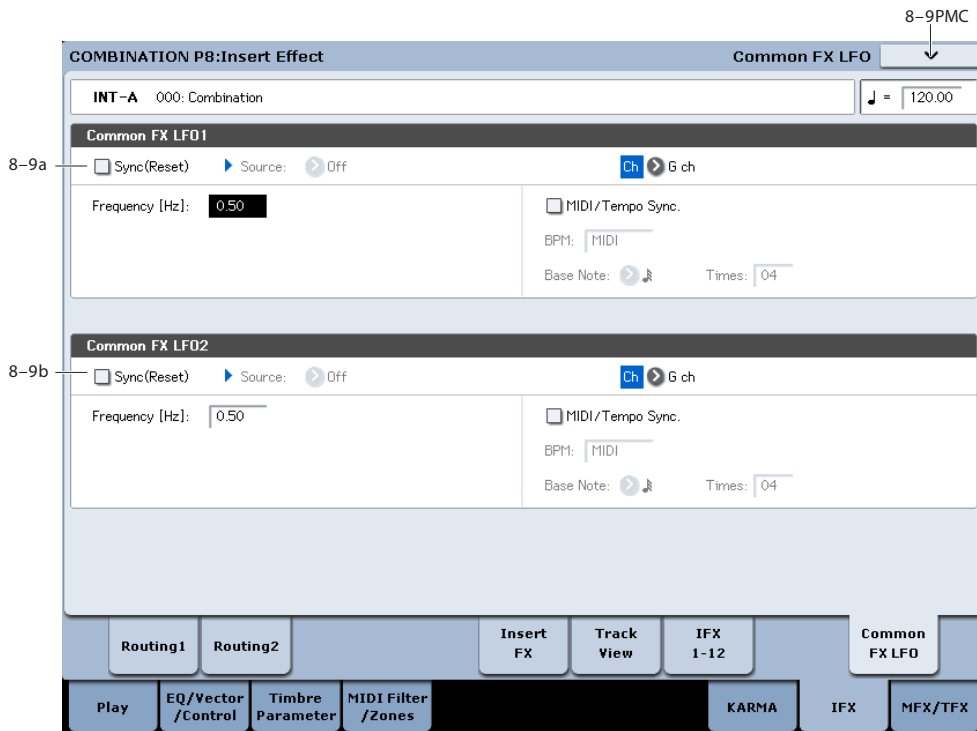 8-9PMC
COMBINATION P8:Insert Effect Common FX LFO
INT-A 000: Combination ♩ = 120.00
Common FX LFO1
8-9a Sync(Reset) Source: Off Ch G ch
Frequency [Hz]: 0.50 MIDI/Tempo Sync.
BPM: MIDI
Base Note: Times: 04
Common FX LFO2
8-9b Sync(Reset) Source: Off Ch G ch
Frequency [Hz]: 0.50 MIDI/Tempo Sync.
BPM: MIDI
Base Note: Times: 04
Routing1 Routing2 Insert FX Track View IFX 1-12 Common FX LFO
Play EQ/Vector /Control Timbre Parameter MIDI Filter /Zones KARMA IFX MFX/TFX